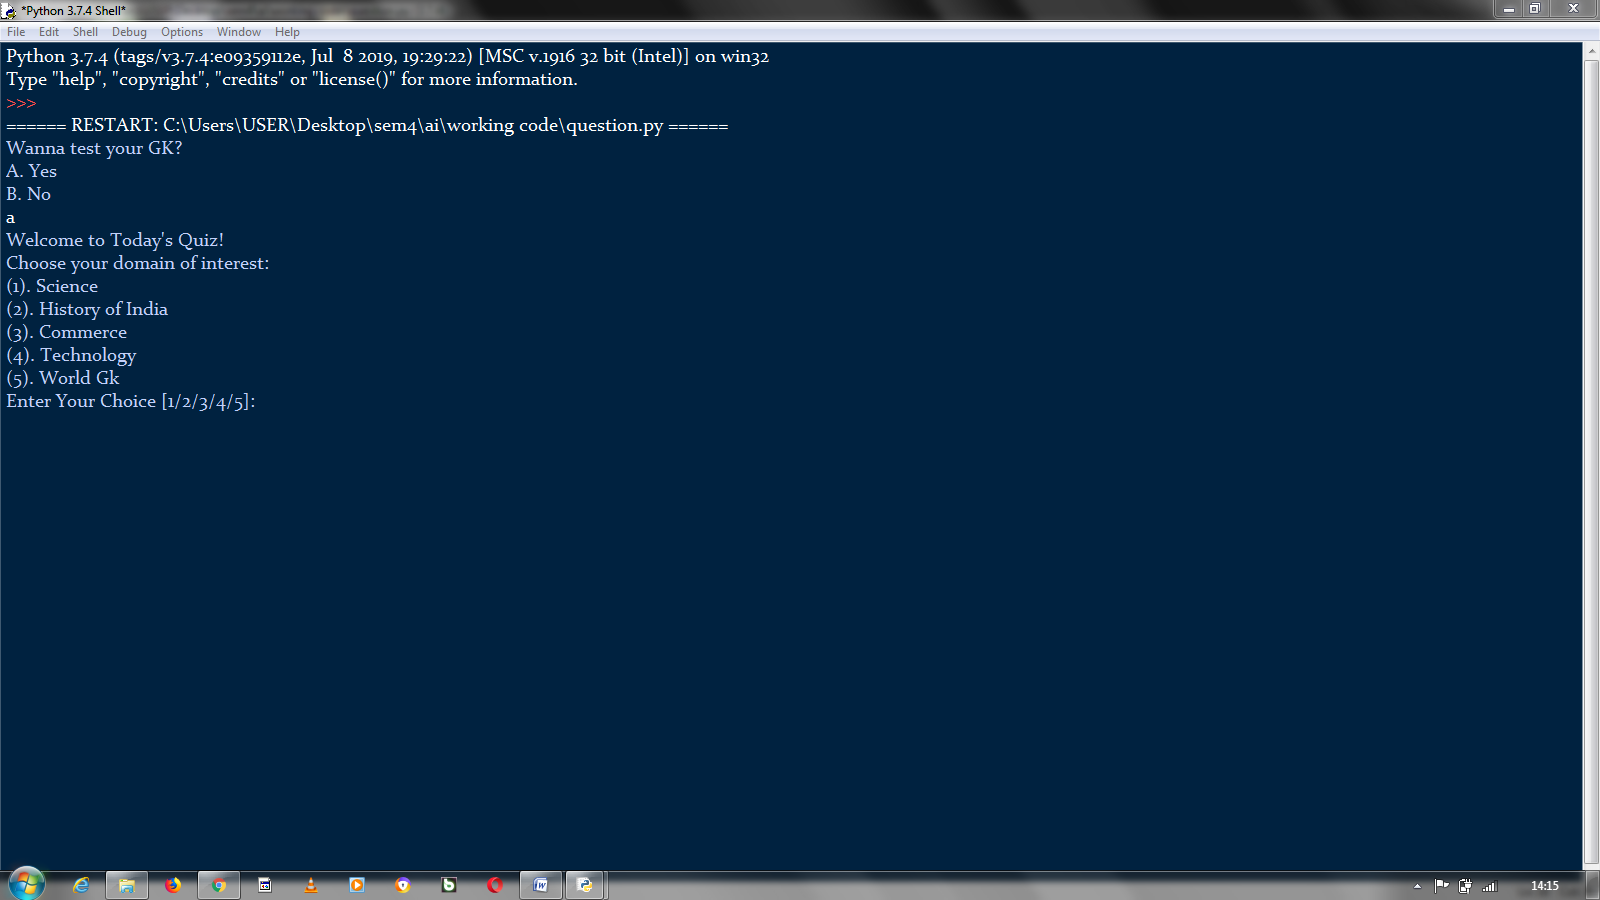 *Python 3.7.4 Shell*
File Edit Shell Debug Options Window Help
Python 3.7.4 (tags/v3.7.4:e09359112e, Jul  8 2019, 19:29:22) [MSC v.1916 32 bit (Intel)] on win32
Type "help", "copyright", "credits" or "license()" for more information.
>>>
====== RESTART: C:\Users\USER\Desktop\sem4\ai\working code\question.py ======
Wanna test your GK?
A. Yes
B. No
a
Welcome to Today's Quiz!
Choose your domain of interest:
(1). Science
(2). History of India
(3). Commerce
(4). Technology
(5). World Gk
Enter Your Choice [1/2/3/4/5]:
14:15